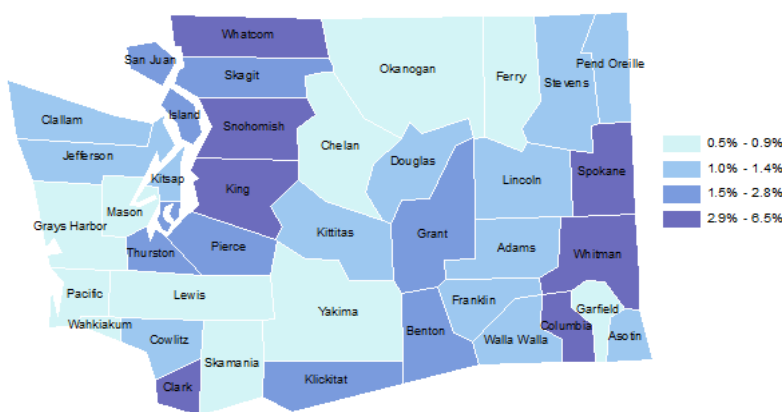 Whatcom
San Juan
Skagit
Okanogan
Ferry
Pend Oreille
Stevens
Island
Clallam
Snohomish
Chelan
Jefferson
Douglas
Kitsap
King
Lincoln
Spokane
Mason
Grays Harbor
Kittitas
Grant
Pierce
Thurston
Adams
Whitman
Pacific
Lewis
Yakima
Franklin
Garfield
Wahkiakum
Cowlitz
Benton
Columbia
Walla Walla
Asotin
Skamania
Clark
Klickitat
0.5% - 0.9%
1.0% - 1.4%
1.5% - 2.8%
2.9% - 6.5%